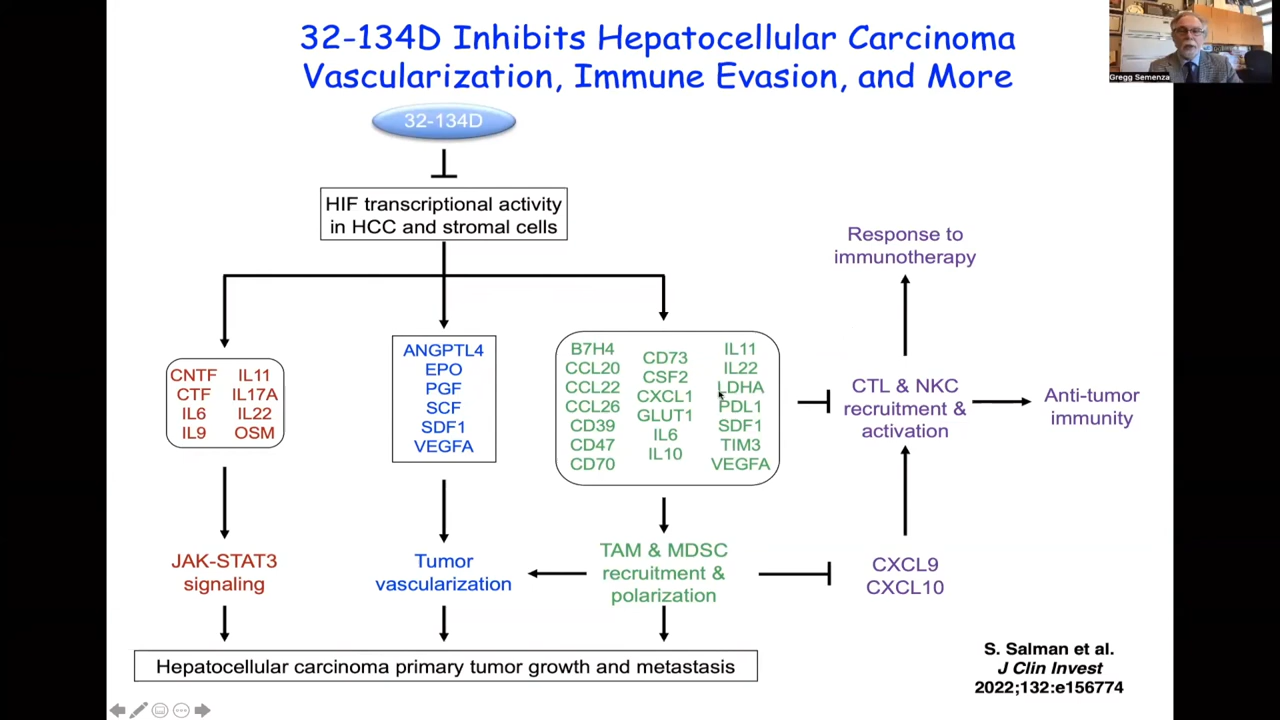 32-134D Inhibits Hepatocellular Carcinoma
Vascularization, Immune Evasion, and More
Gregg Semenza
32-134D
HIF transcriptional activity
in HCC and stromal cells
CNTF
CTF
IL6
IL9
IL11
IL17A
IL22
OSM
ANGPTL4
EPO
PGF
SCF
SDF1
VEGFA
B7H4
CCL20
CCL22
CCL26
CD39
CD47
CD70
CD73
CSF2
CXCL1
GLUT1
IL6
IL10
IL11
IL22
LDHA
PDL1
SDF1
TIM3
VEGFA
Response to
immunotherapy
CTL & NKC
recruitment &
activation
Anti-tumor
immunity
JAK-STAT3
signaling
Tumor
vascularization
TAM & MDSC
recruitment &
polarization
CXCL9
CXCL10
Hepatocellular carcinoma primary tumor growth and metastasis
S. Salman et al.
J Clin Invest
2022;132:e156774